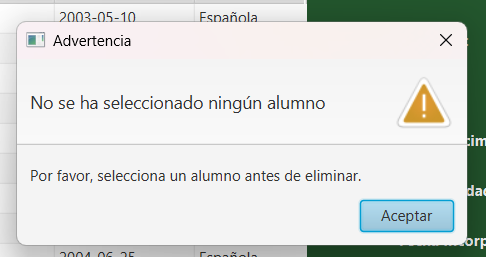 2003-05-10 Española
Advertencia
No se ha seleccionado ningún alumno
Por favor, selecciona un alumno antes de eliminar.
Aceptar
2004-06-25 Española